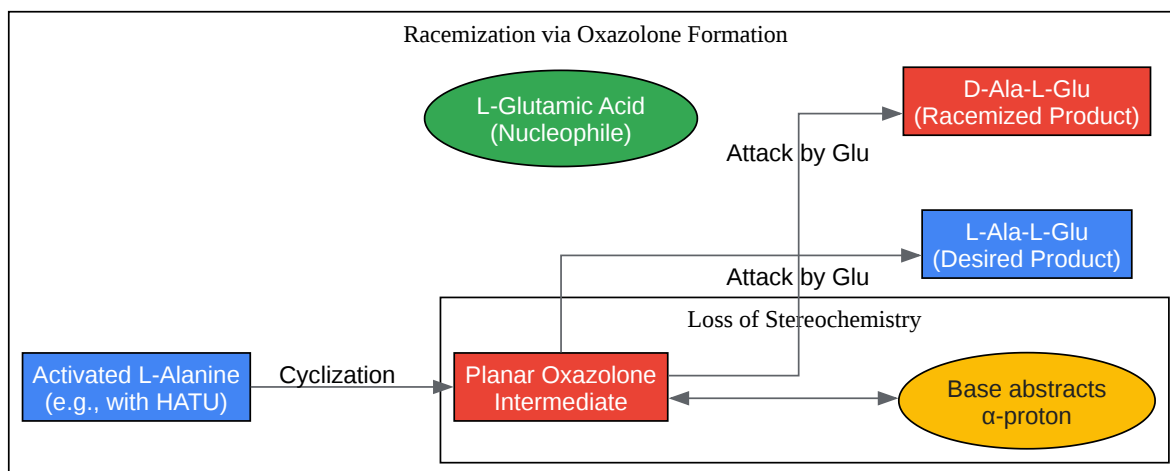 Racemization via Oxazolone Formation
L-Glutamic Acid
(Nucleophile)
D-Ala-L-Glu
(Racemized Product)
Attack by Glu
L-Ala-L-Glu
(Desired Product)
Attack by Glu
Loss of Stereochemistry
Activated L-Alanine
(e.g., with HATU)
Cyclization
Planar Oxazolone
Intermediate
Base abstracts
α-proton